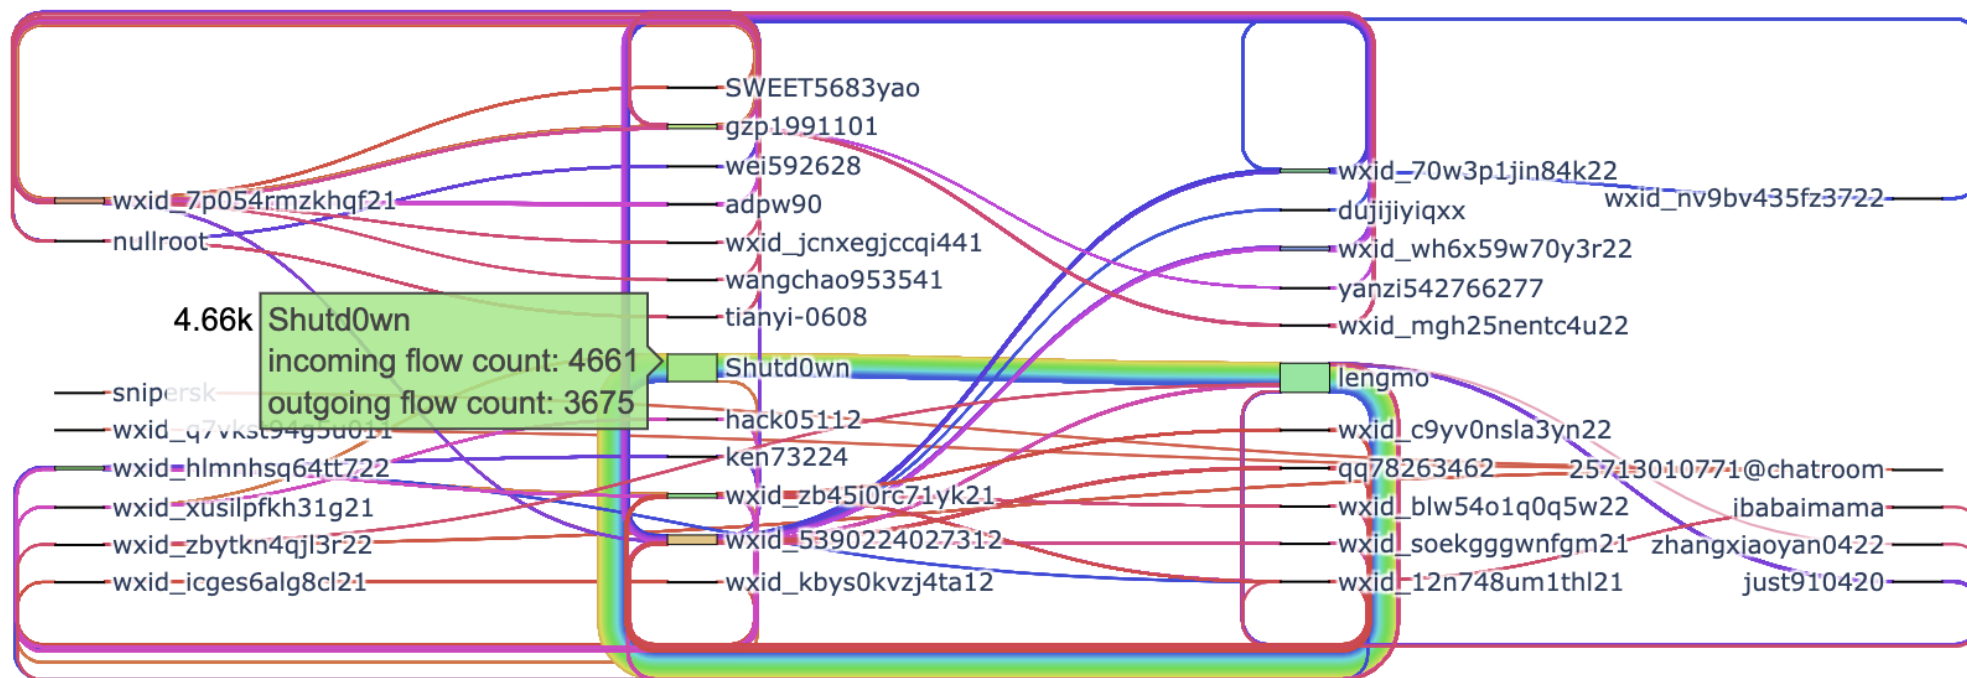 SWEET5683yao
gzp1991101
wei592628
wxid_7p054rmzkhqf21
adpw90
nullroot
wxid_jcnxegjccqi441
wangchao953541
tianyi-0608
wxid_70w3p1jin84k22
wxid_nv9bv435fz3722
dujijiyiqxx
wxid_wh6x59w70y3r22
yanzi542766277
wxid_mgh25nentc4u22
4.66k
Shutd0wn
incoming flow count: 4661
outgoing flow count: 3675
Shutd0wn
lengmo
snipersk
hack05112
wxid_q7vkst94g5u011
wxid_c9yv0nsla3yn22
ken73224
wxid_hlmnhsq64tt722
qq78263462
25713010771@chatroom
wxid_zb45i0rc71yk21
wxid_xusilpfkh31g21
wxid_blw54o1q0q5w22
ibabaimama
wxid_5390224027312
wxid_zbytkn4qjl3r22
wxid_soekgggwnfgm21
zhangxiaoyan0422
wxid_icges6alg8cl21
wxid_kbys0kvzj4ta12
wxid_12n748um1thl21
just910420